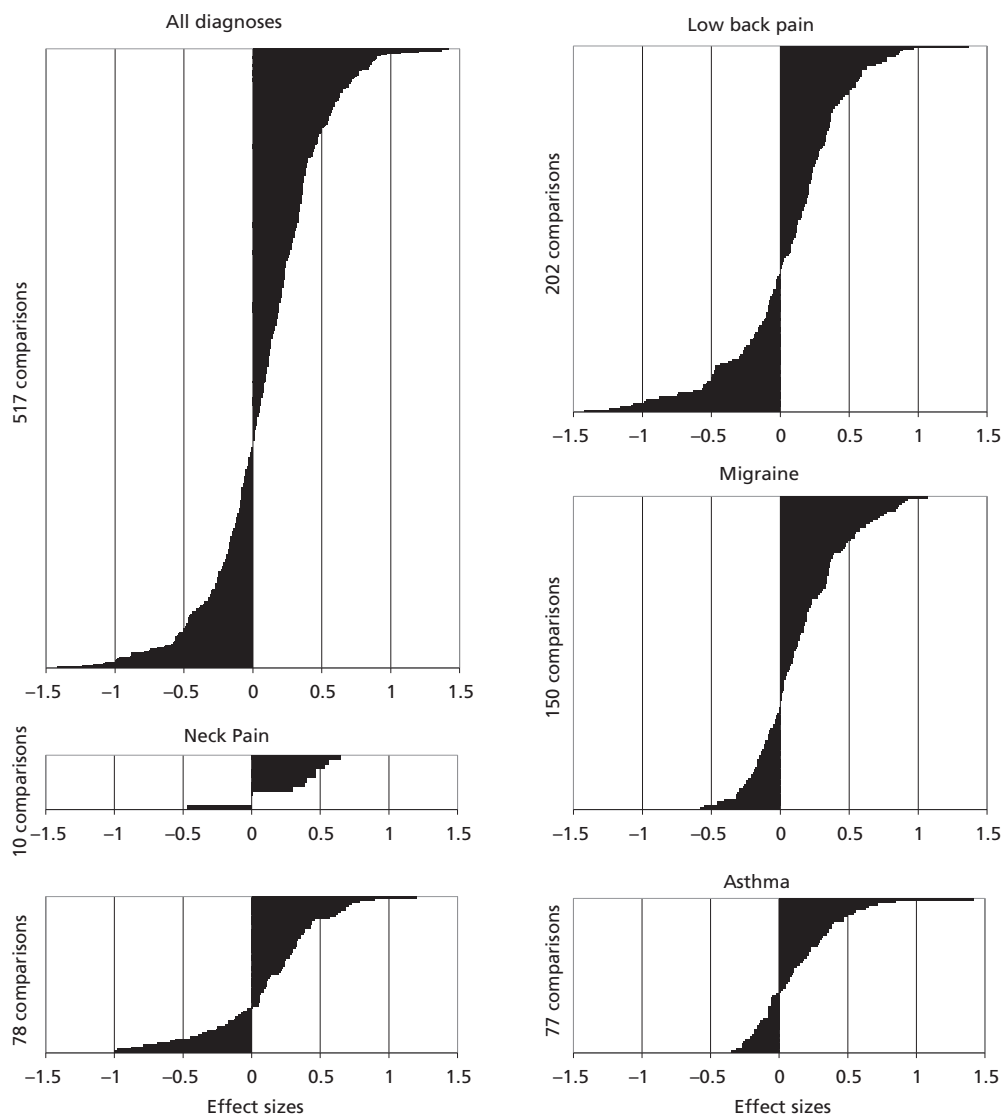 All diagnoses
517 comparisons
−1.5 −1 −0.5 0 0.5 1 1.5
Neck Pain
10 comparisons
−1.5 −1 −0.5 0 0.5 1 1.5
78 comparisons
−1.5 −1 −0.5 0 0.5 1 1.5
Effect sizes
Low back pain
202 comparisons
−1.5 −1 −0.5 0 0.5 1 1.5
Migraine
150 comparisons
−1.5 −1 −0.5 0 0.5 1 1.5
Asthma
77 comparisons
−1.5 −1 −0.5 0 0.5 1 1.5
Effect sizes